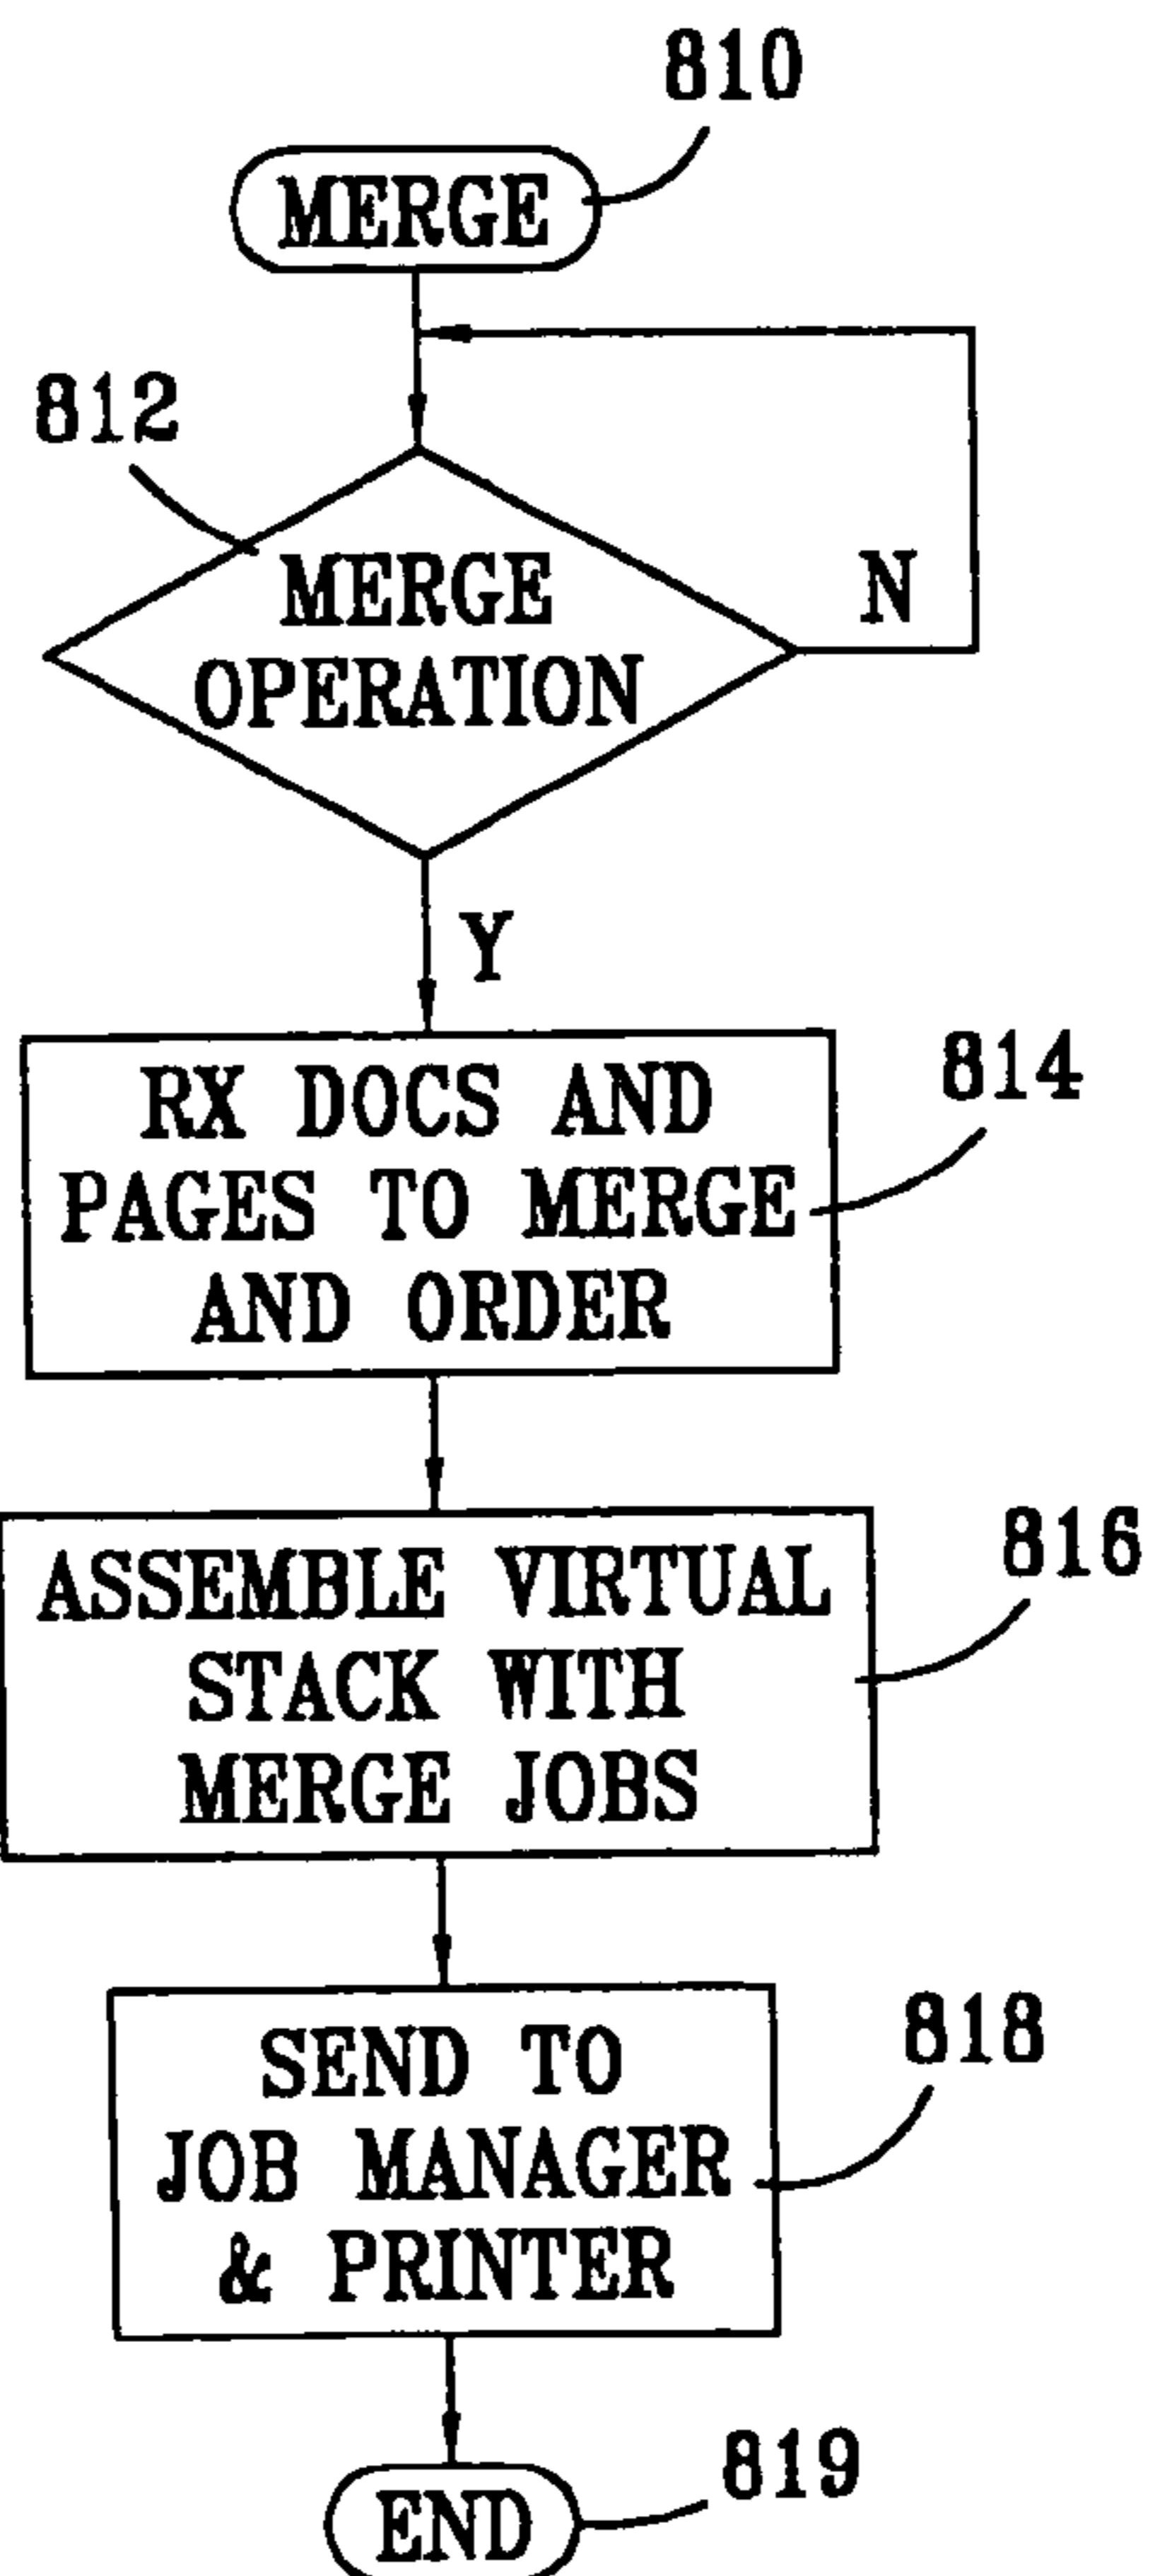 810
MERGE
812
MERGE
OPERATION
N
Y
RX DOCS AND
PAGES TO MERGE
AND ORDER
814
ASSEMBLE VIRTUAL
STACK WITH
MERGE JOBS
816
SEND TO
JOB MANAGER
& PRINTER
818
END
819